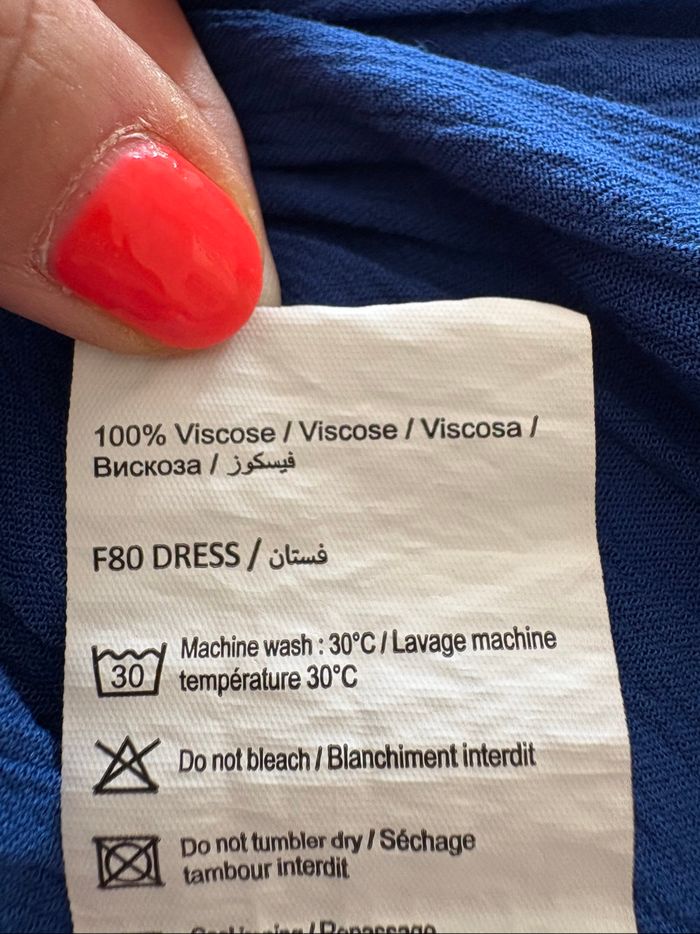 100% Viscose / Viscose / Viscosa /
Вискоза / فيسكوز
F80 DRESS / فستان
Machine wash : 30°C / Lavage machine
30 température 30°C
Do not bleach / Blanchiment interdit
Do not tumbler dry / Séchage
tambour interdit
/ Repassage